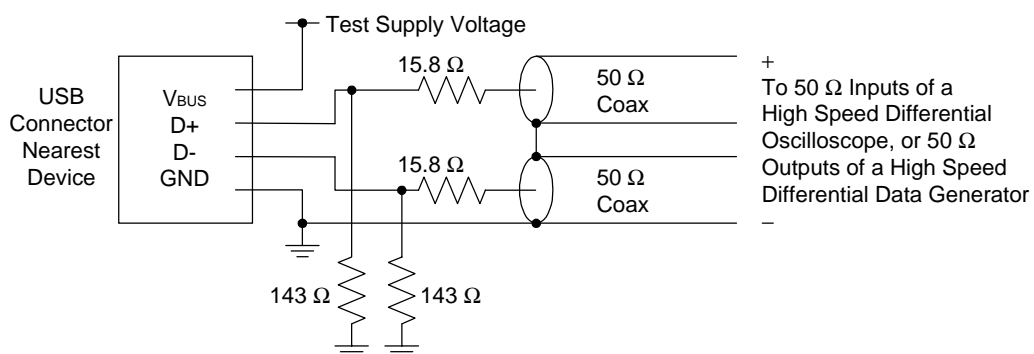 Test Supply Voltage
USB
Connector
Nearest
Device
VBUS
D+
D-
GND
15.8 Ω
15.8 Ω
50 Ω
Coax
50 Ω
Coax
+
To 50 Ω Inputs of a
High Speed Differential
Oscilloscope, or 50 Ω
Outputs of a High Speed
Differential Data Generator
−
143 Ω
143 Ω